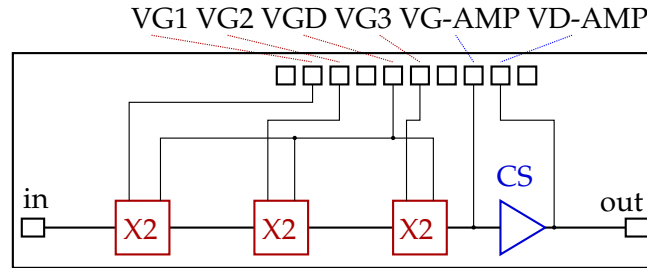 VG1 VG2 VGD VG3 VG-AMP VD-AMP
CS
in
X2 X2 X2
out